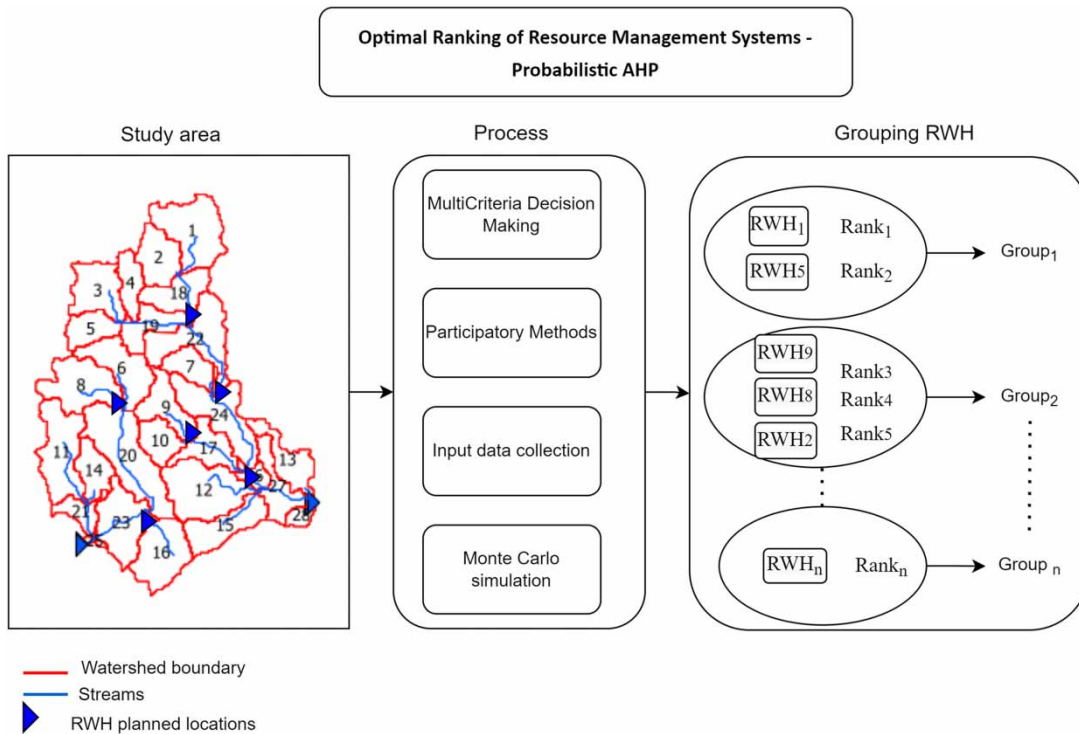 Optimal Ranking of Resource Management Systems -
Probabilistic AHP
Study area
Process
Grouping RWH
1
2
3
4
18
5
19
22
6
7
8
9
24
10
17
11
14
20
12
13
27
21
23
15
28
25
16
MultiCriteria Decision
Making
Participatory Methods
Input data collection
Monte Carlo
simulation
RWH1 Rank1
RWH5 Rank2
Group1
RWH9 Rank3
RWH8 Rank4
RWH2 Rank5
Group2
RWHn Rankn
Group n
Watershed boundary
Streams
RWH planned locations